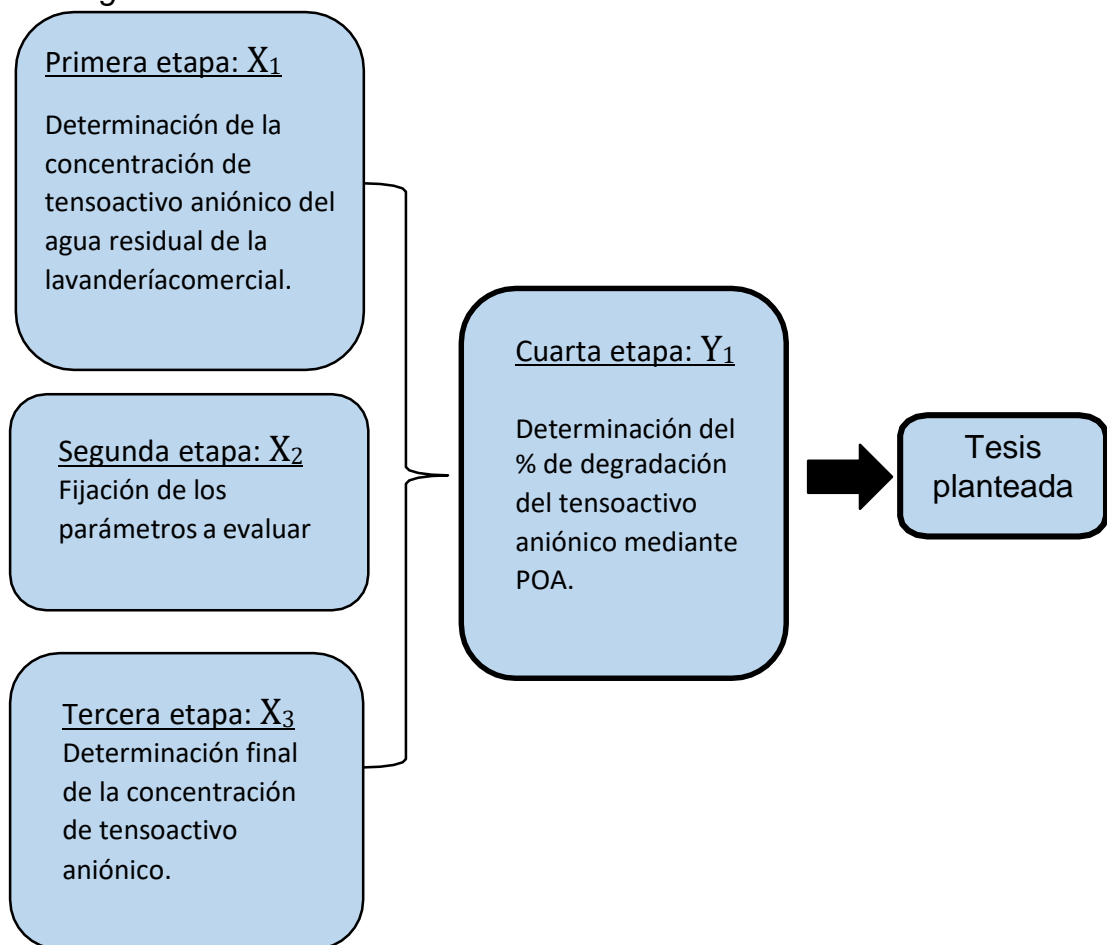 Primera etapa: X1
Determinación de la
concentración de
tensoactivo aniónico del
agua residual de la
lavanderíacomercial.
Segunda etapa: X2
Fijación de los
parámetros a evaluar
Tercera etapa: X3
Determinación final
de la concentración
de tensoactivo
aniónico.
Cuarta etapa: Y1
Determinación del
% de degradación
del tensoactivo
aniónico mediante
POA.
Tesis
planteada